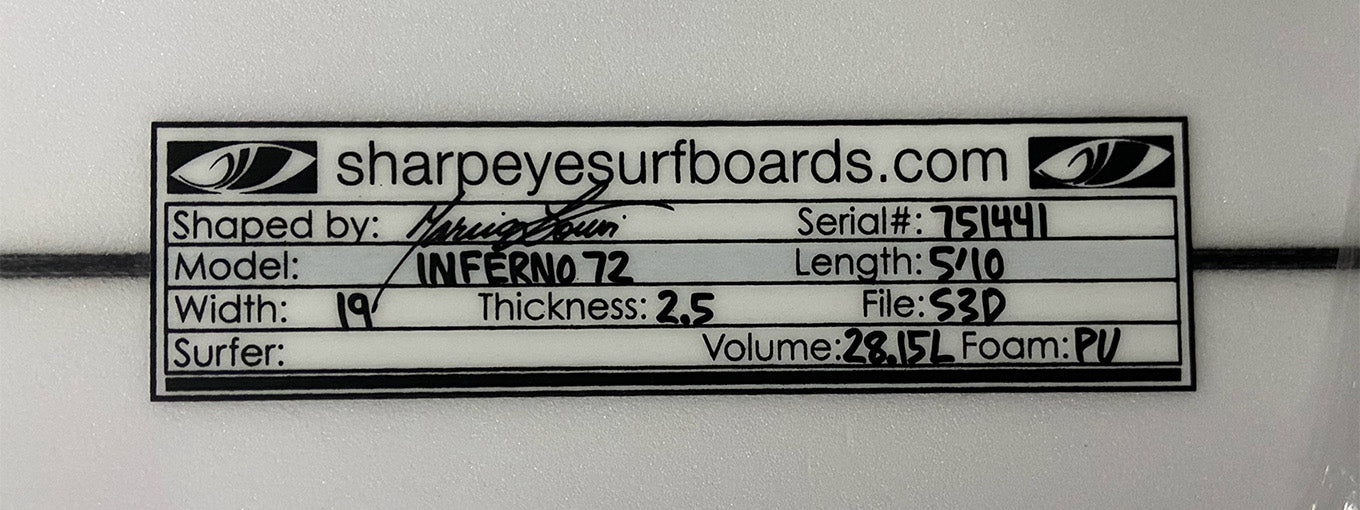 sharpeyesurfboards.com
Shaped by: Serial#: 751441
Model: INFERNO 72 Length: 5'10
Width: 19 Thickness: 2.5 File: S3D
Surfer: Volume: 28.15L Foam: PU